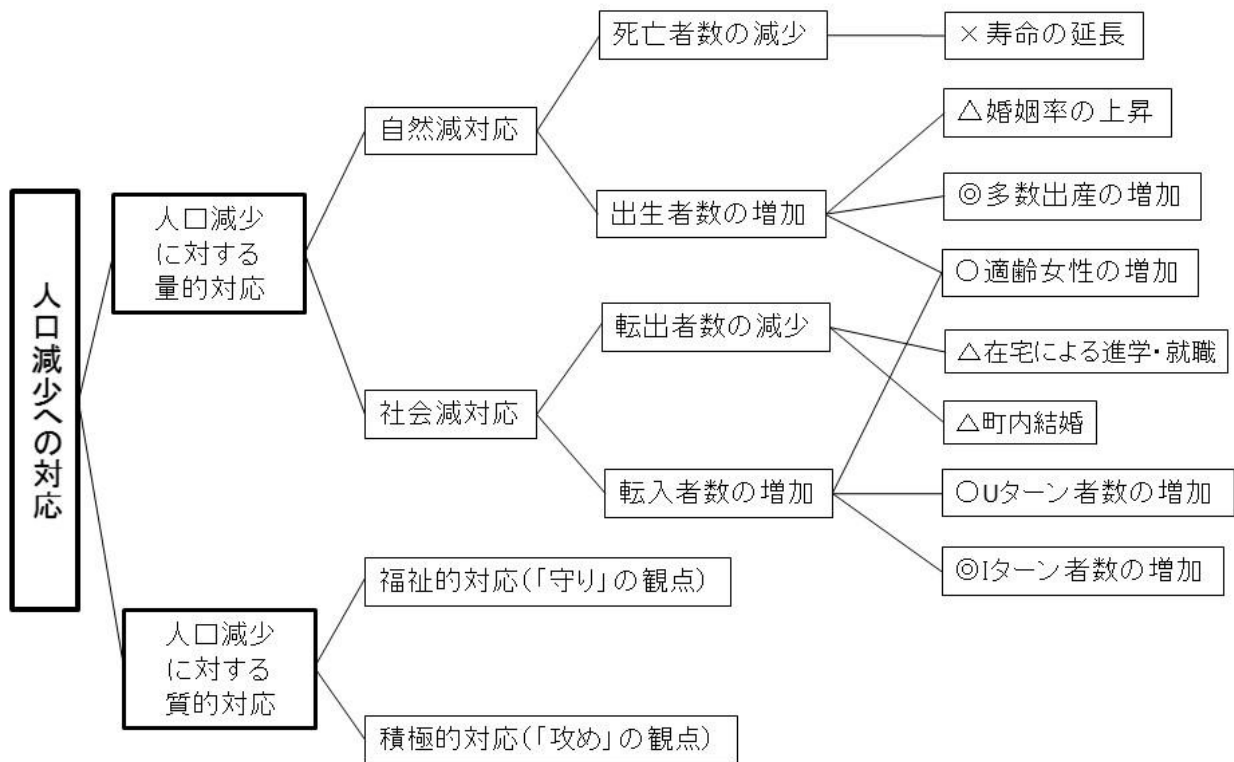 人口減少への対応
人口減少
に対する
量的対応
自然減対応
死亡者数の減少
×寿命の延長
出生者数の増加
△婚姻率の上昇
◎多数出産の増加
○適齢女性の増加
社会減対応
転出者数の減少
△在宅による進学・就職
△町内結婚
転入者数の増加
○Uターン者数の増加
◎Iターン者数の増加
人口減少
に対する
質的対応
福祉的対応(「守り」の観点)
積極的対応(「攻め」の観点)